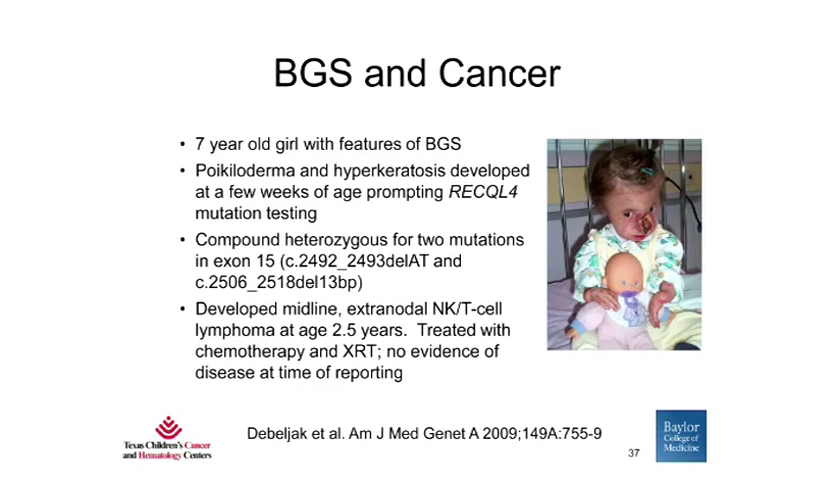 BGS and Cancer
• 7 year old girl with features of BGS
• Poikiloderma and hyperkeratosis developed
at a few weeks of age prompting RECQL4
mutation testing
• Compound heterozygous for two mutations
in exon 15 (c.2492_2493delAT and
c.2506_2518del13bp)
• Developed midline, extranodal NK/T-cell
lymphoma at age 2.5 years. Treated with
chemotherapy and XRT; no evidence of
disease at time of reporting
Texas Children's Cancer
and Hematology Centers
Debeljak et al. Am J Med Genet A 2009;149A:755-9
37
Baylor
College of
Medicine